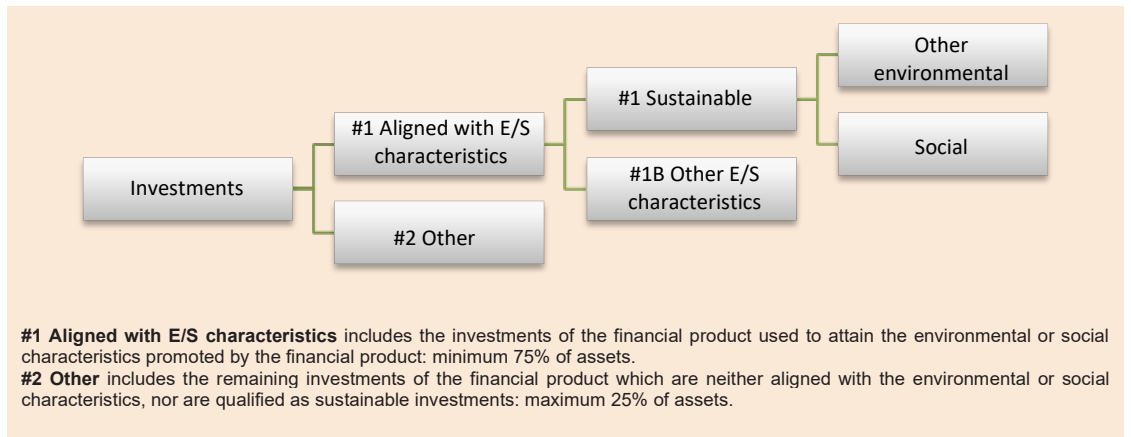 Other
environmental
#1 Sustainable
#1 Aligned with E/S
characteristics
Social
Investments
#1B Other E/S
characteristics
#2 Other
#1 Aligned with E/S characteristics includes the investments of the financial product used to attain the environmental or social
characteristics promoted by the financial product: minimum 75% of assets.
#2 Other includes the remaining investments of the financial product which are neither aligned with the environmental or social
characteristics, nor are qualified as sustainable investments: maximum 25% of assets.